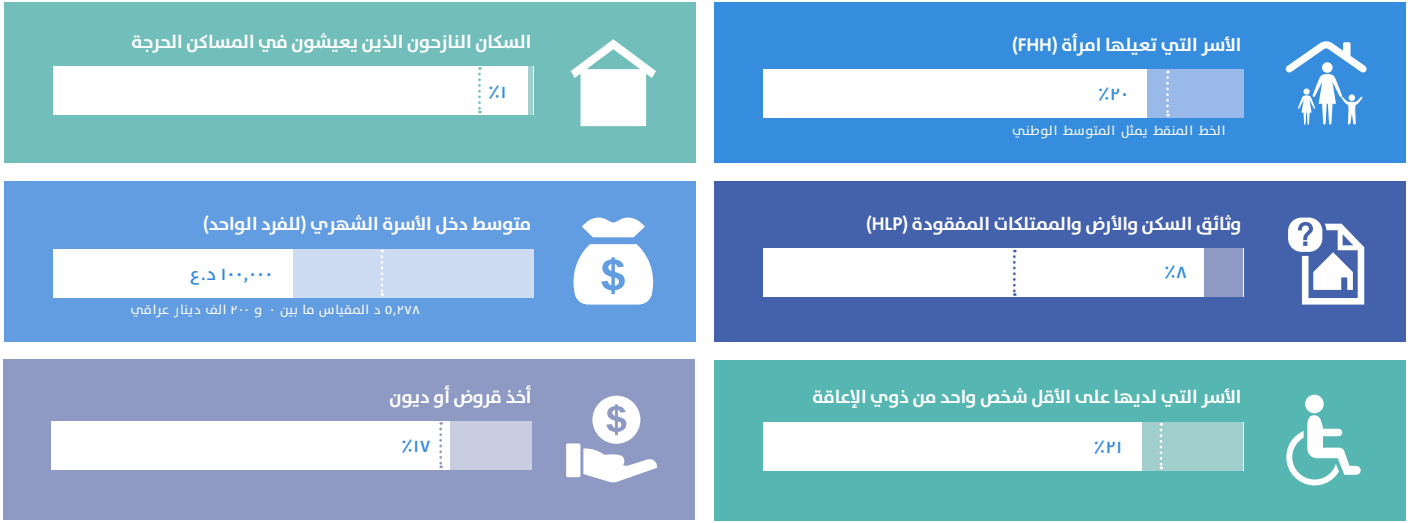 الأسر التي تعيلها امرأة (FHH)
٪٢٠
الخط المنقط يمثل المتوسط الوطني
السكان النازحون الذين يعيشون في المساكن الحرجة
٪١
وثائق السكن والأرض والممتلكات المفقودة (HLP)
٪٨
متوسط دخل الأسرة الشهري (للفرد الواحد)
١٠٠,٠٠٠ د.ع
٥,٢٧٨ د المقياس ما بين ٠ و ٢٠٠ الف دينار عراقي
الأسر التي لديها على الأقل شخص واحد من ذوي الإعاقة
٪٢١
أخذ قروض أو ديون
٪١٧